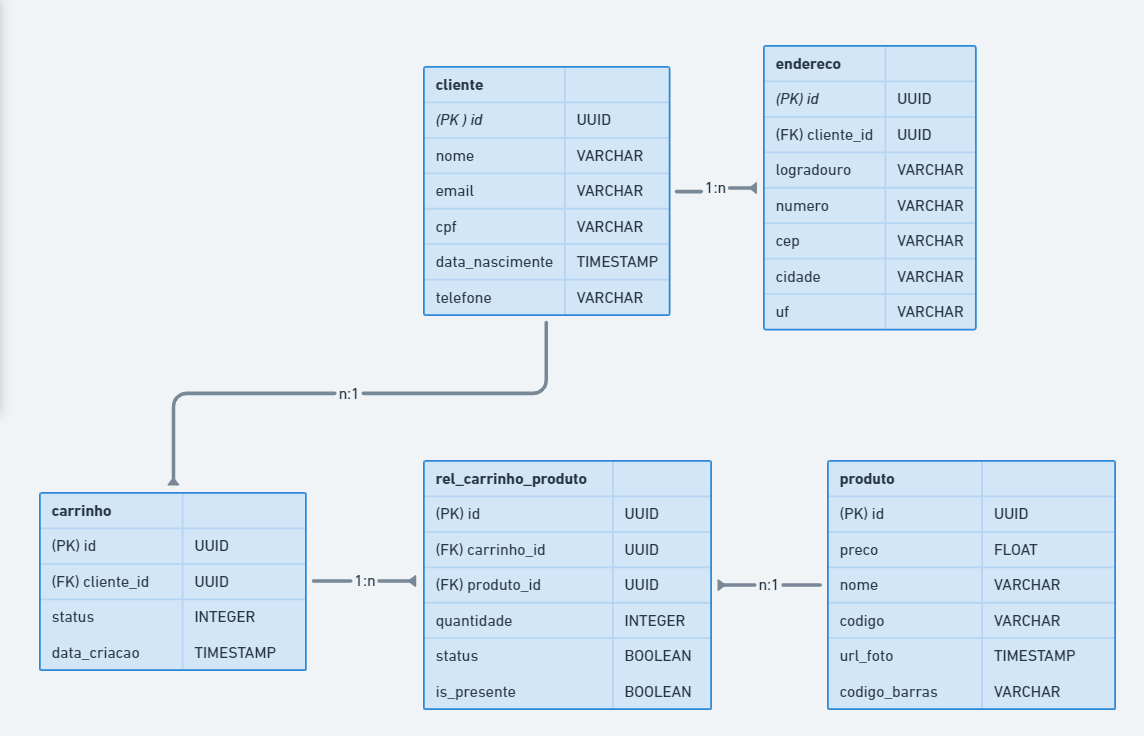 cliente
(PK ) id UUID
nome VARCHAR
email VARCHAR
cpf VARCHAR
data_nascimento TIMESTAMP
telefone VARCHAR
1:n
endereco
(PK) id UUID
(FK) cliente_id UUID
logradouro VARCHAR
numero VARCHAR
cep VARCHAR
cidade VARCHAR
uf VARCHAR
n:1
carrinho
(PK) id UUID
(FK) cliente_id UUID
status INTEGER
data_criacao TIMESTAMP
1:n
rel_carrinho_produto
(PK) id UUID
(FK) carrinho_id UUID
(FK) produto_id UUID
quantidade INTEGER
status BOOLEAN
is_presente BOOLEAN
n:1
produto
(PK) id UUID
preco FLOAT
nome VARCHAR
codigo VARCHAR
url_foto TIMESTAMP
codigo_barras VARCHAR